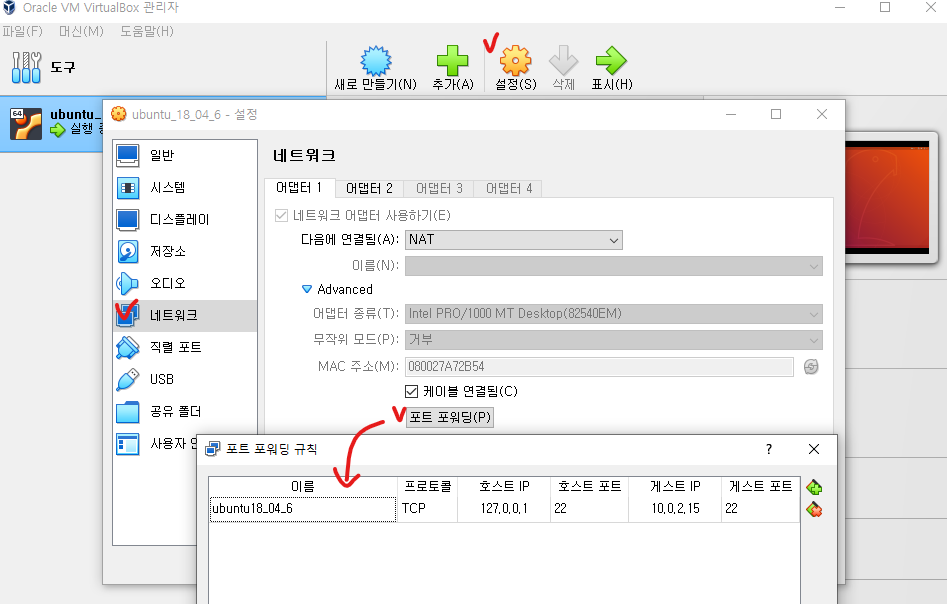 Oracle VM VirtualBox 관리자
파일(F) 머신(M) 도움말(H)
도구
새로 만들기(N) 추가(A) 설정(S) 삭제 표시(H)
64
ubuntu_
실행
ubuntu_18_04_6 - 설정
일반
시스템
디스플레이
저장소
오디오
네트워크
직렬 포트
USB
공유 폴더
사용자
네트워크
어댑터 1 어댑터 2 어댑터 3 어댑터 4
네트워크 어댑터 사용하기(E)
다음에 연결됨(A): NAT
이름(N):
Advanced
어댑터 종류(T): Intel PRO/1000 MT Desktop(82540EM)
무작위 모드(P): 거부
MAC 주소(M): 080027A72B54
케이블 연결됨(C)
포트 포워딩(P)
포트 포워딩 규칙
?
이름 프로토콜 호스트 IP 호스트 포트 게스트 IP 게스트 포트
ubuntu18_04_6 TCP 127.0.0.1 22 10.0.2.15 22